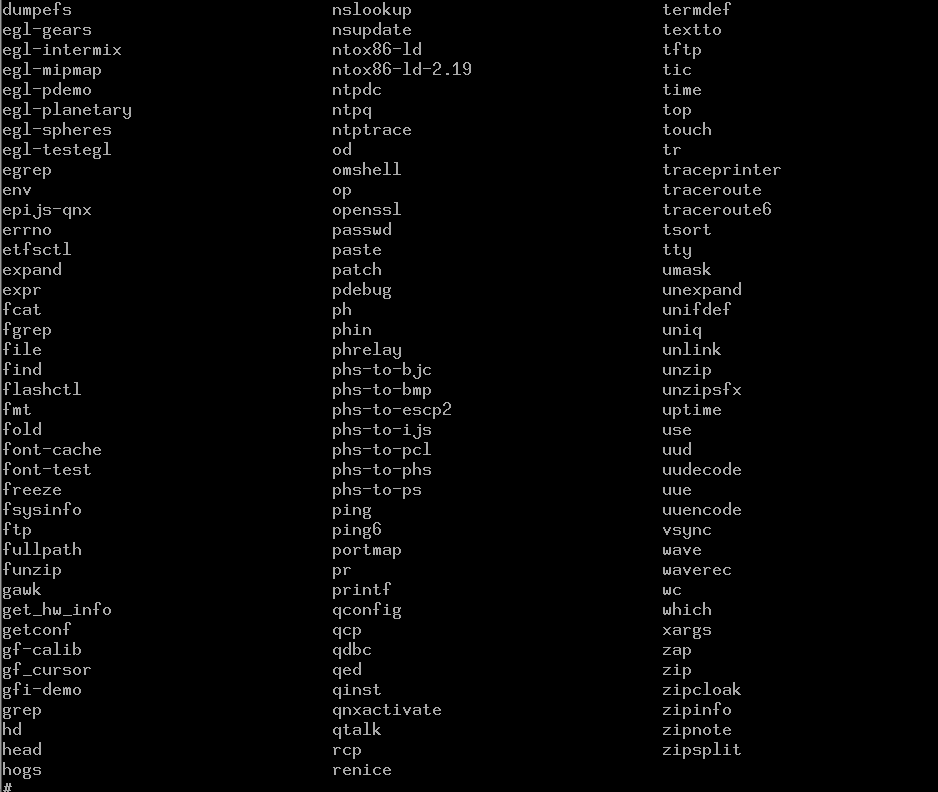 dumpefs nslookup termdef
egl-gears nsupdate textto
egl-intermix ntox86-ld tftp
egl-mipmap ntox86-ld-2.19 tic
egl-pdemo ntpdc time
egl-planetary ntpq top
egl-spheres ntptrace touch
egl-testegl od tr
egrep omshell traceprinter
env op traceroute
epijs-qnx openssl traceroute6
errno passwd tsort
etfsctl paste tty
expand patch umask
expr pdebug unexpand
fcat ph unifdef
fgrep phin uniq
file phrelay unlink
find phs-to-bjc unzip
flashctl phs-to-bmp unzipsfx
fmt phs-to-escp2 uptime
fold phs-to-ijs use
font-cache phs-to-pcl uud
font-test phs-to-phs uudecode
freeze phs-to-ps uue
fsysinfo ping uuencode
ftp ping6 vsync
fullpath portmap wave
funzip pr waverec
gawk printf wc
get_hw_info qconfig which
getconf qcp xargs
gf-calib qdbc zap
gf_cursor qed zip
gfi-demo qinst zipcloak
grep qnxactivate zipinfo
hd qtalk zipnote
head rcp zipsplit
hogs renice
#